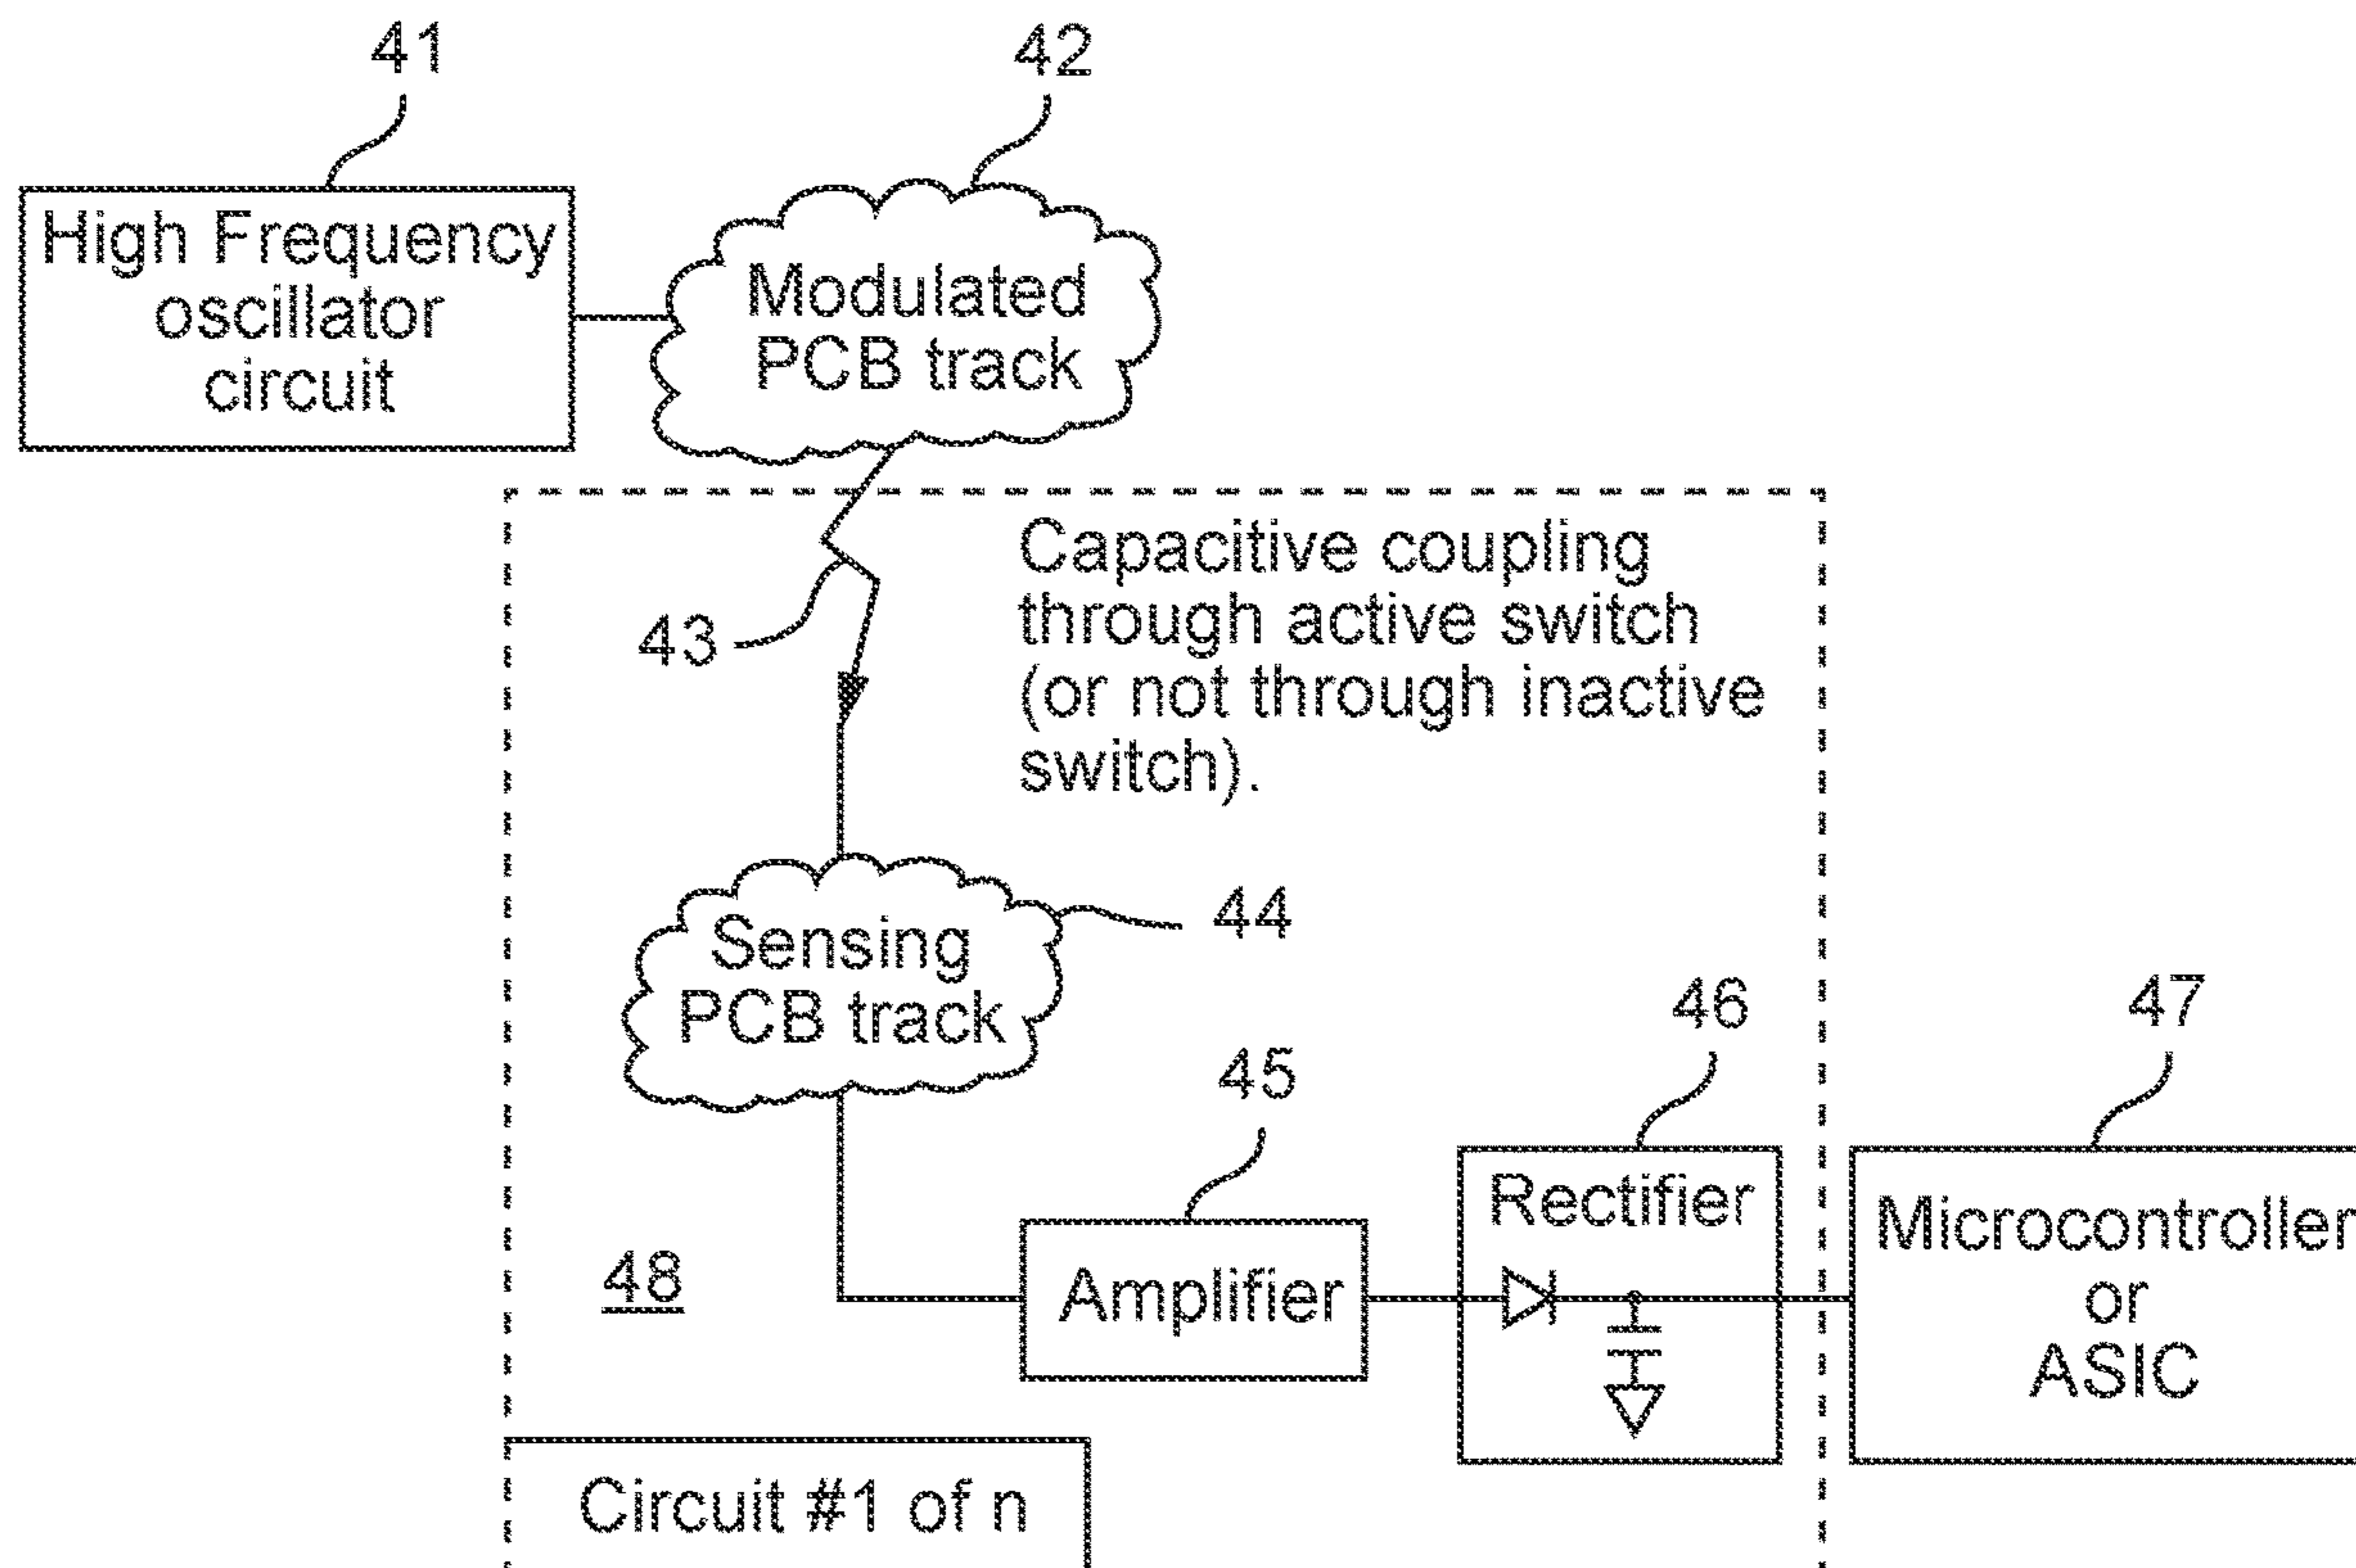 41
42
High Frequency
oscillator
circuit
Modulated
PCB track
Capacitive coupling
through active switch
(or not through inactive
switch).
43
Sensing
PCB track
44
45
46
47
48
Amplifier
Rectifier
Microcontroller
or
ASIC
Circuit #1 of n